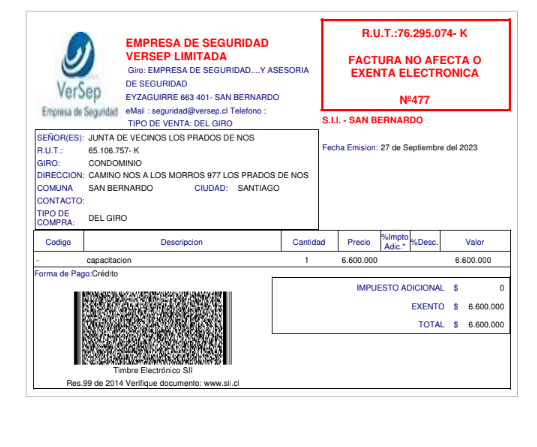 VerSep
Empresa de Seguridad
EMPRESA DE SEGURIDAD
VERSEP LIMITADA
Giro: EMPRESA DE SEGURIDAD....Y ASESORIA
DE SEGURIDAD
EYZAGUIRRE 663 401- SAN BERNARDO
eMail : seguridad@versep.cl Telefono :
TIPO DE VENTA: DEL GIRO
R.U.T.:76.295.074- K
FACTURA NO AFECTA O
EXENTA ELECTRONICA
Nº477
S.I.I. - SAN BERNARDO
Fecha Emision: 27 de Septiembre del 2023
SEÑOR(ES): JUNTA DE VECINOS LOS PRADOS DE NOS
R.U.T.: 65.106.757- K
GIRO: CONDOMINIO
DIRECCION: CAMINO NOS A LOS MORROS 977 LOS PRADOS DE NOS
COMUNA SAN BERNARDO CIUDAD: SANTIAGO
CONTACTO:
TIPO DE
COMPRA: DEL GIRO
Codigo Descripcion Cantidad Precio %Impto Adic.* %Desc. Valor
- capacitacion 1 6.600.000 6.600.000
Forma de Pago:Crédito
IMPUESTO ADICIONAL $ 0
EXENTO $ 6.600.000
TOTAL $ 6.600.000
Timbre Electrónico SII
Res.99 de 2014 Verifique documento: www.sii.cl